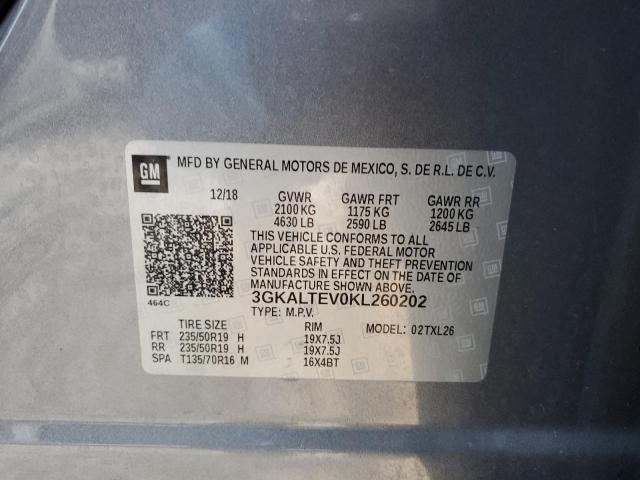 GM MFD BY GENERAL MOTORS DE MEXICO, S. DE R.L. DE C.V.
12/18 GVWR GAWR FRT GAWR RR
2100 KG 1175 KG 1200 KG
4630 LB 2590 LB 2645 LB
THIS VEHICLE CONFORMS TO ALL
APPLICABLE U.S. FEDERAL MOTOR
VEHICLE SAFETY AND THEFT PREVENTION
STANDARDS IN EFFECT ON THE DATE OF
MANUFACTURE SHOWN ABOVE.
464C 3GKALTEV0KL260202
TYPE: M.P.V.
TIRE SIZE RIM MODEL: 02TXL26
FRT 235/50R19 H 19X7.5J
RR 235/50R19 H 19X7.5J
SPA T135/70R16 M 16X4BT